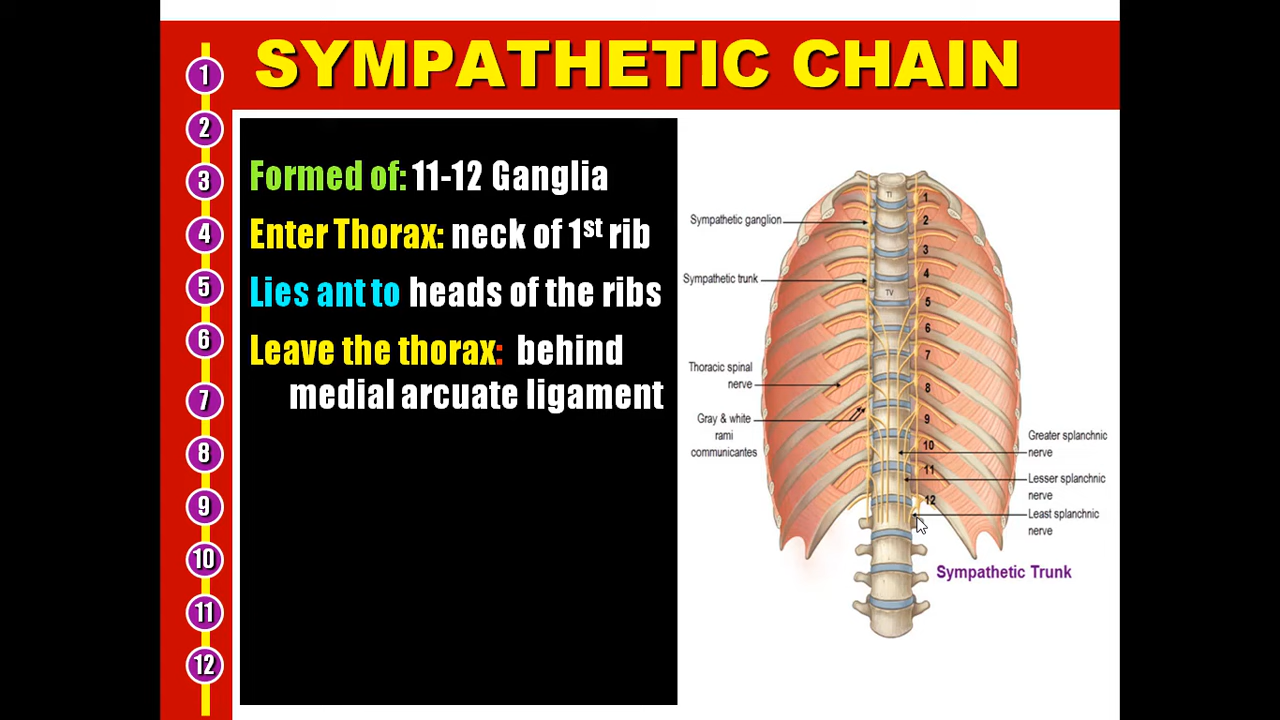 SYMPATHETIC CHAIN
1
2
3
4
5
6
7
8
9
10
11
12
Formed of: 11-12 Ganglia
Enter Thorax: neck of 1st rib
Lies ant to heads of the ribs
Leave the thorax: behind
medial arcuate ligament
Sympathetic ganglion
Sympathetic trunk
Thoracic spinal
nerve
Gray & white
rami
communicantes
TI
TV
1
2
3
4
5
6
7
8
9
10
11
12
Greater splanchnic
nerve
Lesser splanchnic
nerve
Least splanchnic
nerve
Sympathetic Trunk